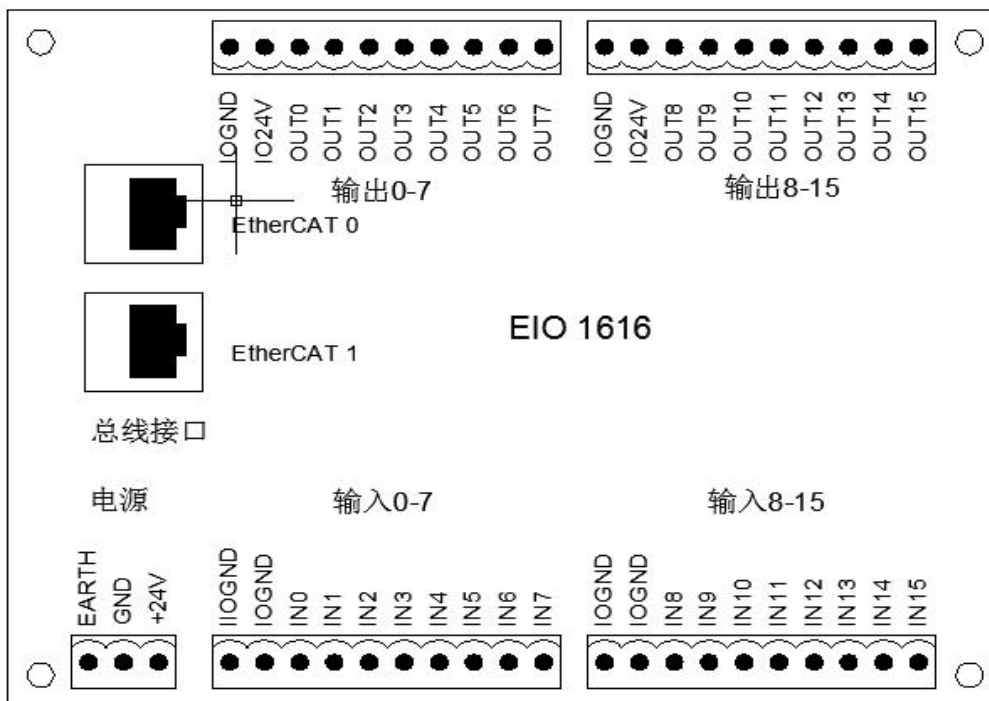 IOGND IO24V OUT0 OUT1 OUT2 OUT3 OUT4 OUT5 OUT6 OUT7
IOGND IO24V OUT8 OUT9 OUT10 OUT11 OUT12 OUT13 OUT14 OUT15
输出0-7
输出8-15
EtherCAT 0
EIO 1616
EtherCAT 1
总线接口
电源
输入0-7
输入8-15
EARTH GND +24V
IOGND IOGND IN0 IN1 IN2 IN3 IN4 IN5 IN6 IN7
IOGND IOGND IN8 IN9 IN10 IN11 IN12 IN13 IN14 IN15